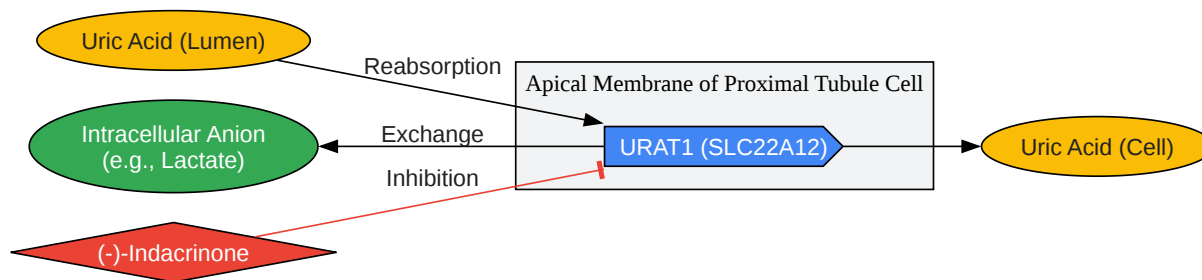 Uric Acid (Lumen)
Reabsorption
Apical Membrane of Proximal Tubule Cell
Intracellular Anion
(e.g., Lactate)
Exchange
URAT1 (SLC22A12)
Uric Acid (Cell)
Inhibition
(-)-Indacrinone